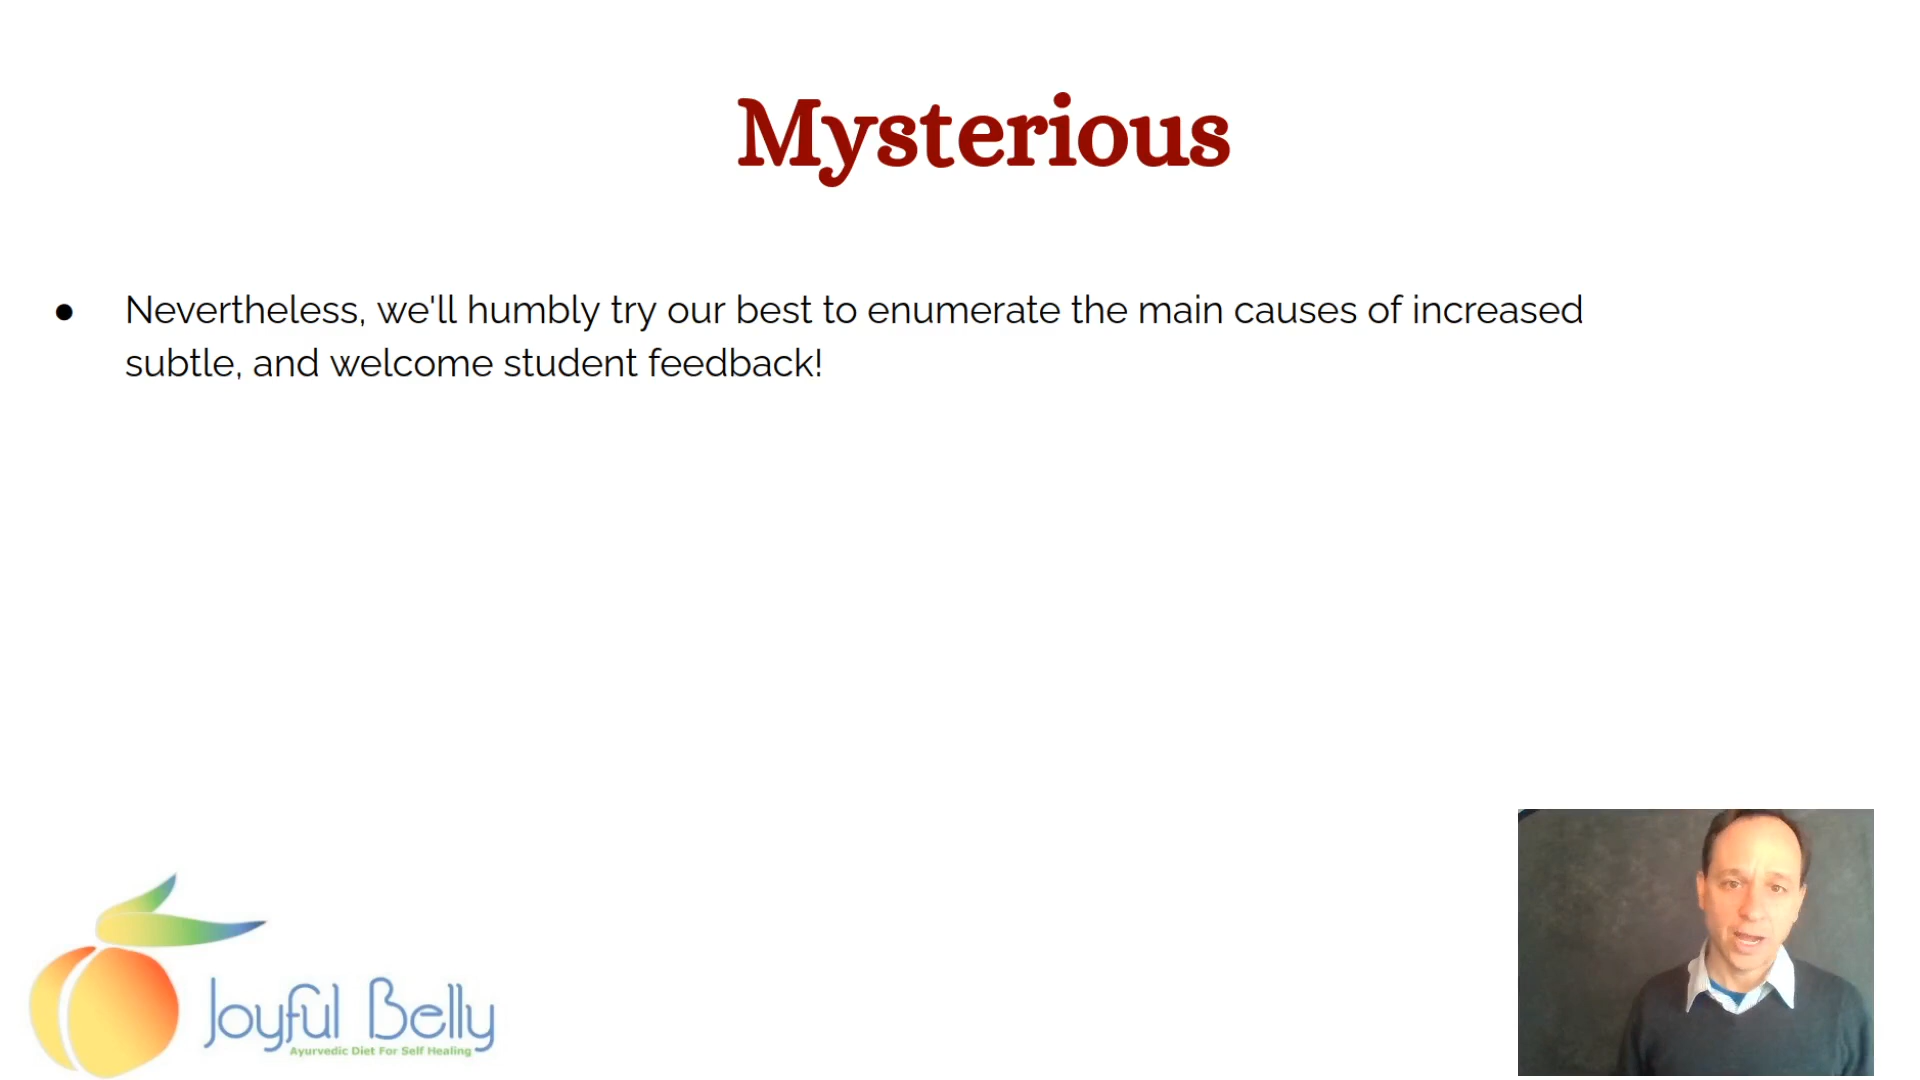 Mysterious
● Nevertheless, we'll humbly try our best to enumerate the main causes of increased
subtle, and welcome student feedback!
Joyful Belly
Ayurvedic Diet For Self Healing